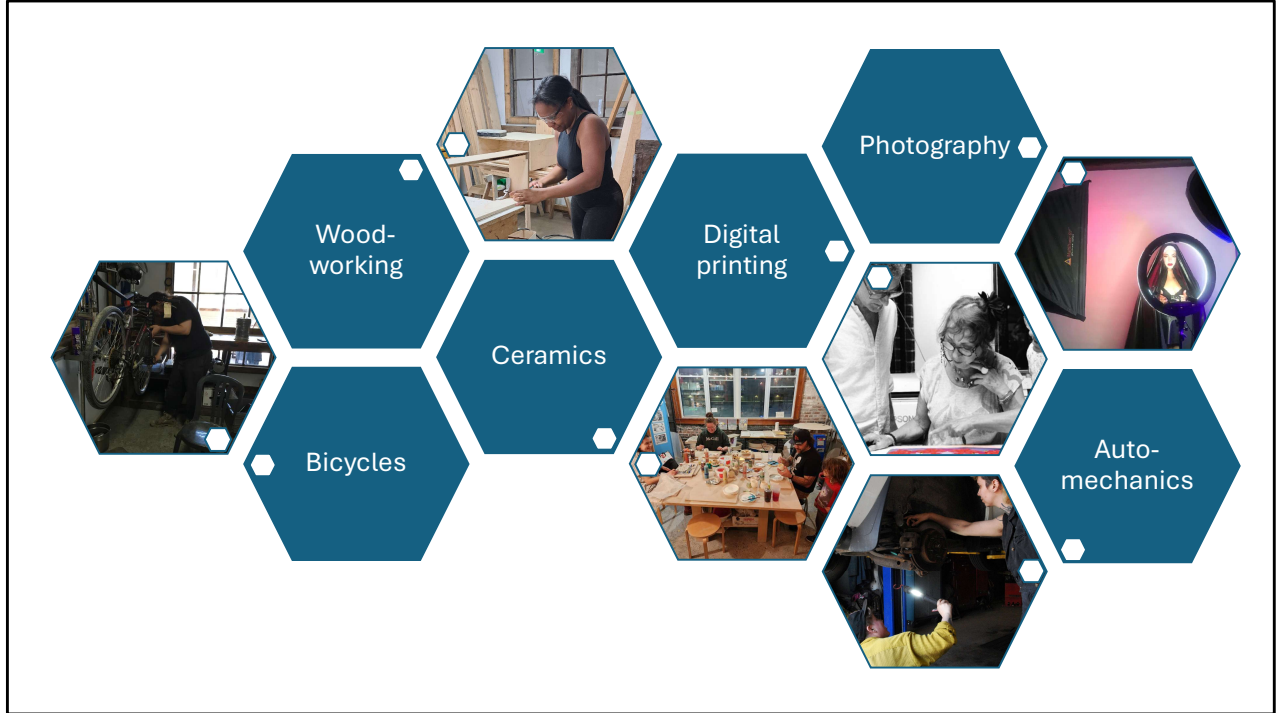 Photography
Wood-
working
Digital
printing
Ceramics
Bicycles
Auto-
mechanics